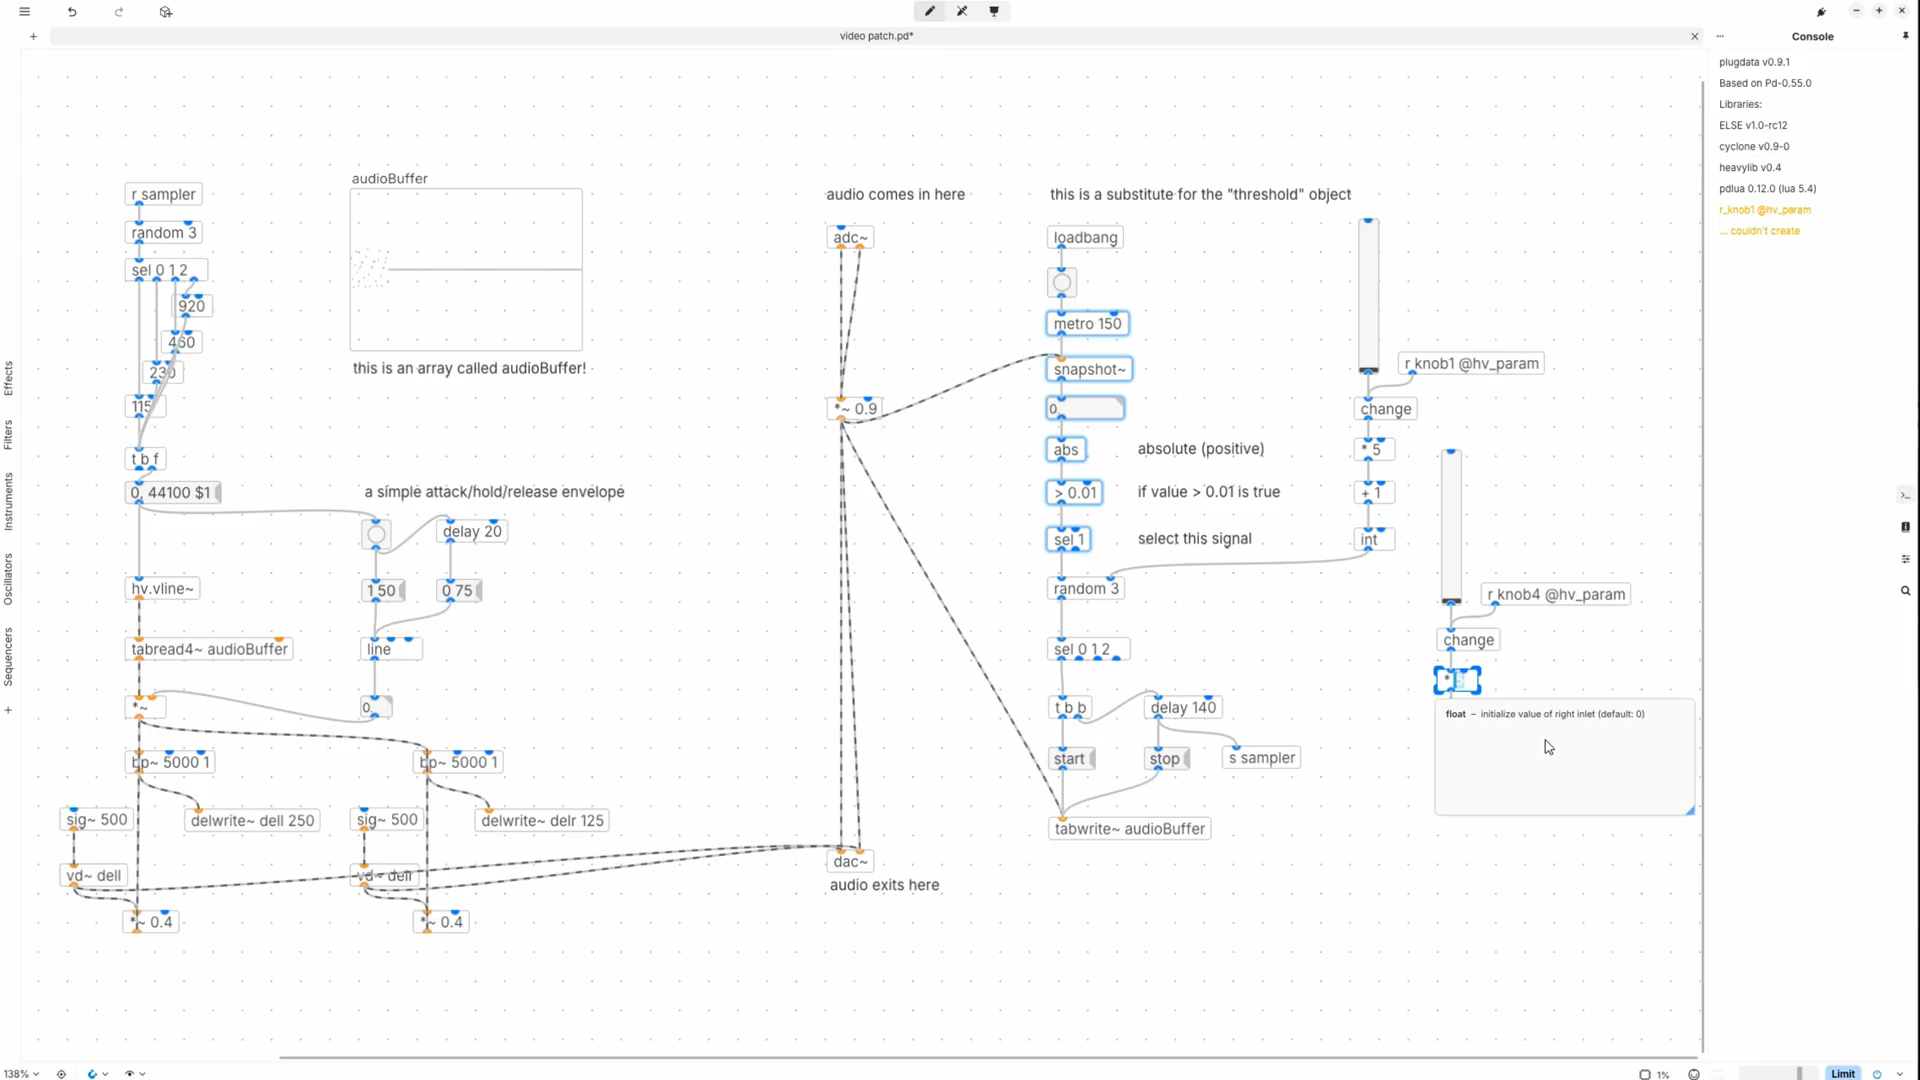 video patch.pd*
Console
plugdata v0.9.1
Based on Pd-0.55.0
Libraries:
ELSE v1.0-rc12
cyclone v0.9-0
heavylib v0.4
pdlua 0.12.0 (lua 5.4)
r_knob1 @hv_param
... couldn't create
Effects
Filters
Instruments
Oscillators
Sequencers
r sampler
random 3
sel 0 1 2
920
460
230
115
t b f
0, 44100 $1
hv.vline~
tabread4~ audioBuffer
*~
bp~ 5000 1
sig~ 500
delwrite~ dell 250
vd~ dell
*~ 0.4
audioBuffer
this is an array called audioBuffer!
a simple attack/hold/release envelope
delay 20
1 50
0 75
line
0.
bp~ 5000 1
sig~ 500
delwrite~ delr 125
vd~ delr
*~ 0.4
audio comes in here
adc~
*~ 0.9
dac~
audio exits here
this is a substitute for the "threshold" object
loadbang
metro 150
snapshot~
0.
abs
absolute (positive)
> 0.01
if value > 0.01 is true
sel 1
select this signal
random 3
sel 0 1 2
t b b
delay 140
start
stop
s sampler
tabwrite~ audioBuffer
r knob1 @hv_param
change
* 5
+ 1
int
r knob4 @hv_param
change
* 5
float – initialize value of right inlet (default: 0)
138%
1%
Limit